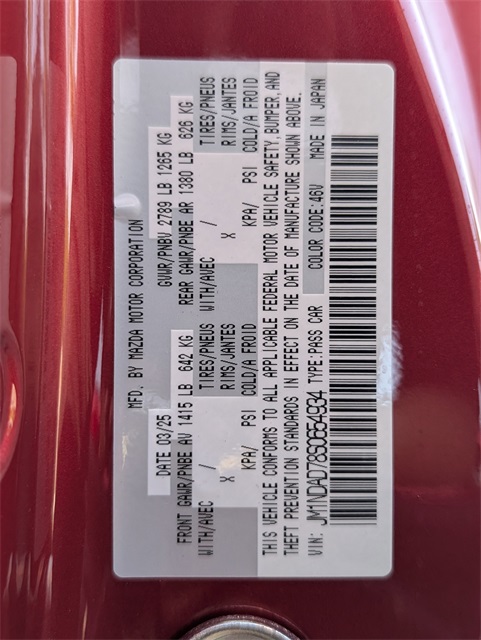 MFD. BY MAZDA MOTOR CORPORATION
DATE 03/25 GVWR/PNBV 2789 LB 1265 KG
FRONT GAWR/PNBE AV 1415 LB 642 KG REAR GAWR/PNBE AR 1380 LB 626 KG
WITH/AVEC / TIRES/PNEUS WITH/AVEC / TIRES/PNEUS
X RIMS/JANTES X RIMS/JANTES
KPA/ PSI COLD/A FROID KPA/ PSI COLD/A FROID
THIS VEHICLE CONFORMS TO ALL APPLICABLE FEDERAL MOTOR VEHICLE SAFETY, BUMPER, AND
THEFT PREVENTION STANDARDS IN EFFECT ON THE DATE OF MANUFACTURE SHOWN ABOVE.
VIN: JM1NDAD78S0654934 TYPE:PASS CAR COLOR CODE:46V MADE IN JAPAN